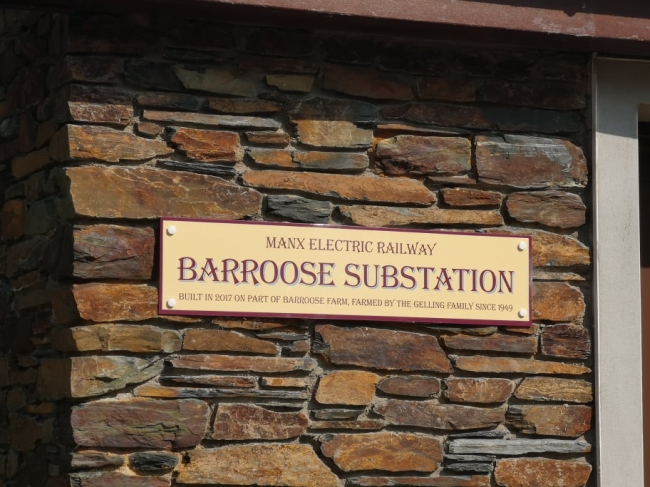 MANX ELECTRIC RAILWAY
BARROOSE SUBSTATION
BUILT IN 2017 ON PART OF BARROOSE FARM, FARMED BY THE GELLING FAMILY SINCE 1949